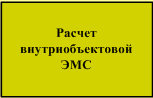 Расчет
внутриобъектовой
ЭМС